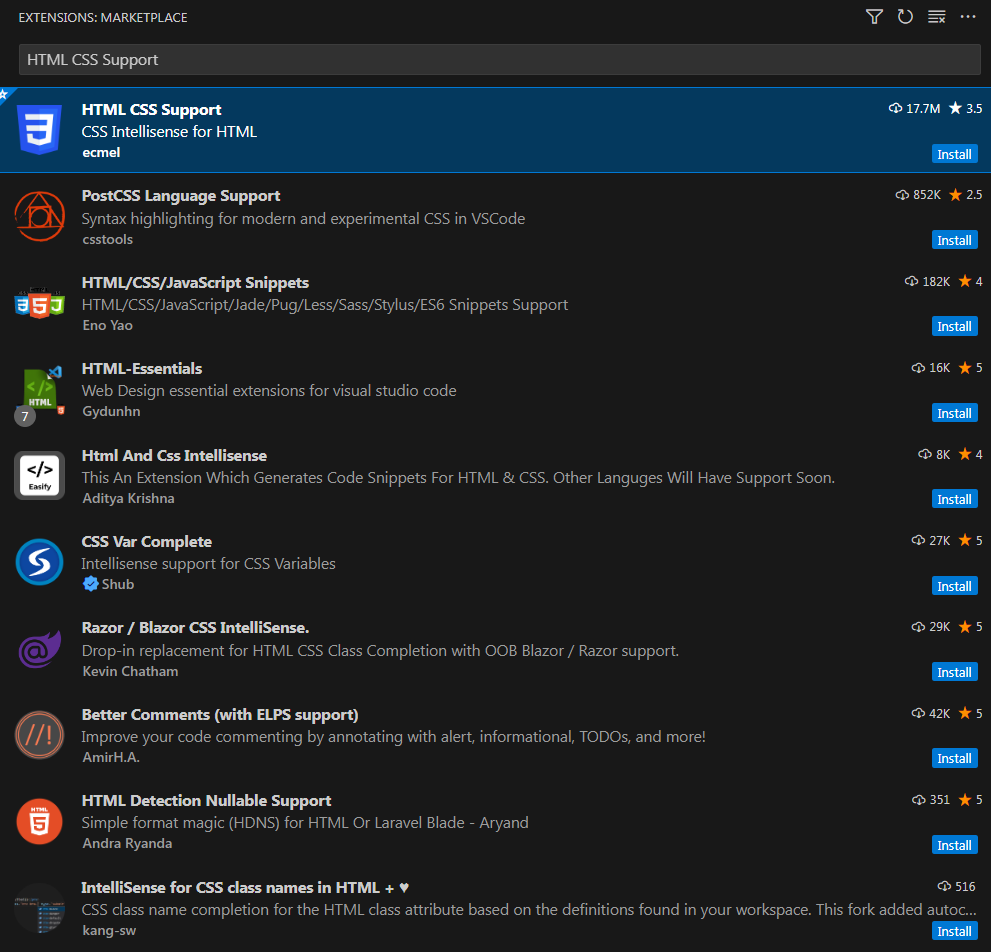 EXTENSIONS: MARKETPLACE
HTML CSS Support
HTML CSS Support 17.7M 3.5
CSS Intellisense for HTML
ecmel Install
PostCSS Language Support 852K 2.5
Syntax highlighting for modern and experimental CSS in VSCode
csstools Install
HTML/CSS/JavaScript Snippets 182K 4
HTML/CSS/JavaScript/Jade/Pug/Less/Sass/Stylus/ES6 Snippets Support
Eno Yao Install
HTML-Essentials 16K 5
Web Design essential extensions for visual studio code
HTML
7 Gydunhn Install
Html And Css Intellisense 8K 4
This An Extension Which Generates Code Snippets For HTML & CSS. Other Languges Will Have Support Soon.
Easify
Aditya Krishna Install
CSS Var Complete 27K 5
Intellisense support for CSS Variables
Shub Install
Razor / Blazor CSS IntelliSense. 29K 5
Drop-in replacement for HTML CSS Class Completion with OOB Blazor / Razor support.
Kevin Chatham Install
Better Comments (with ELPS support) 42K 5
Improve your code commenting by annotating with alert, informational, TODOs, and more!
AmirH.A. Install
HTML Detection Nullable Support 351 5
HTML
5
Simple format magic (HDNS) for HTML Or Laravel Blade - Aryand
Andra Ryanda Install
IntelliSense for CSS class names in HTML + ♥ 516
CSS class name completion for the HTML class attribute based on the definitions found in your workspace. This fork added autoc...
kang-sw Install